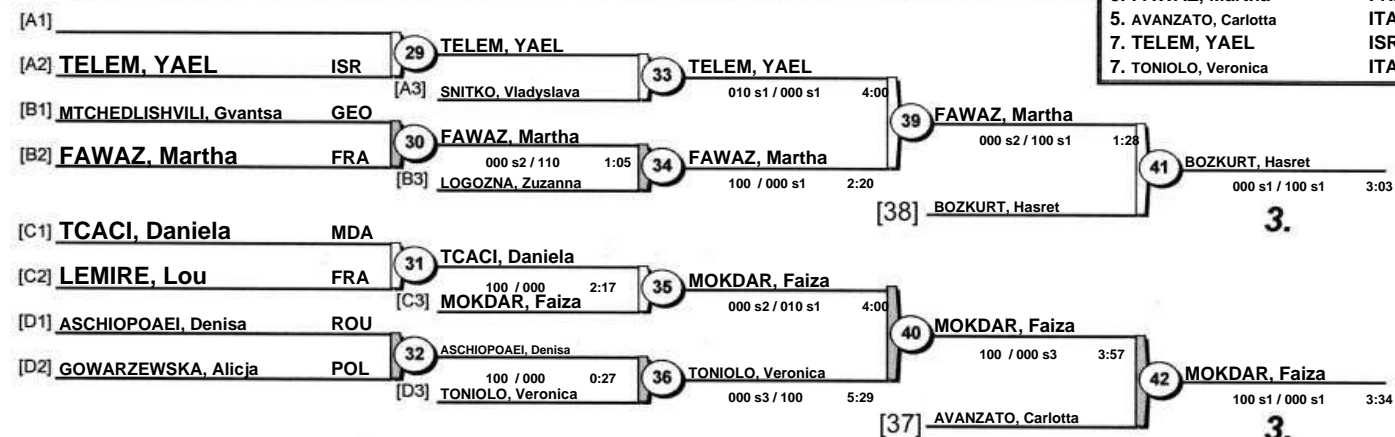 5. AVANZATO, Carlotta ITA
7. TELEM, YAEL ISR
7. TONIOLO, Veronica ITA
[A1]
[A2] TELEM, YAEL ISR
29 TELEM, YAEL
[A3] SNITKO, Vladyslava
33 TELEM, YAEL
010 s1 / 000 s1 4:00
[B1] MTCHEDLISHVILI, Gvantsa GEO
[B2] FAWAZ, Martha FRA
30 FAWAZ, Martha
000 s2 / 110 1:05
[B3] LOGOZNA, Zuzanna
34 FAWAZ, Martha
100 / 000 s1 2:20
39 FAWAZ, Martha
000 s2 / 100 s1 1:28
[38] BOZKURT, Hasret
41 BOZKURT, Hasret
000 s1 / 100 s1 3:03
3.
[C1] TCACI, Daniela MDA
[C2] LEMIRE, Lou FRA
31 TCACI, Daniela
100 / 000 2:17
[C3] MOKDAR, Faiza
35 MOKDAR, Faiza
000 s2 / 010 s1 4:00
[D1] ASCHIOPOAEI, Denisa ROU
[D2] GOWARZEWSKA, Alicja POL
32 ASCHIOPOAEI, Denisa
100 / 000 0:27
[D3] TONIOLO, Veronica
36 TONIOLO, Veronica
000 s3 / 100 5:29
40 MOKDAR, Faiza
100 / 000 s3 3:57
[37] AVANZATO, Carlotta
42 MOKDAR, Faiza
100 s1 / 000 s1 3:34
3.